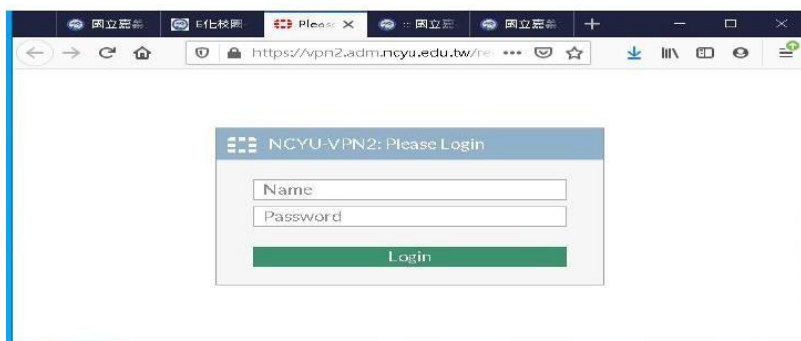 國立嘉義
E化校園
Please
:: 國立嘉
國立嘉義
https://vpn2.adm.ncyu.edu.tw/re
NCYU-VPN2: Please Login
Name
Password
Login